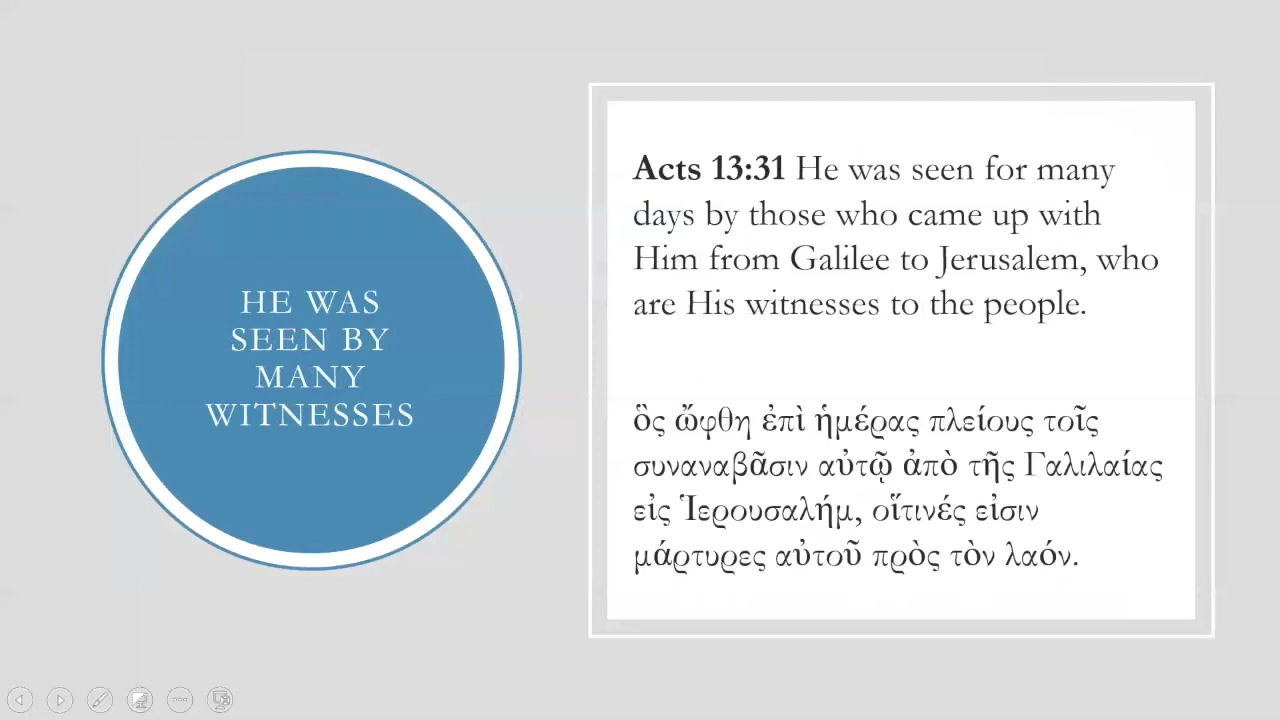 HE WAS
SEEN BY
MANY
WITNESSES
Acts 13:31 He was seen for many
days by those who came up with
Him from Galilee to Jerusalem, who
are His witnesses to the people.
ὃς ὤφθη ἐπὶ ἡμέρας πλείους τοῖς
συναναβᾶσιν αὐτῷ ἀπὸ τῆς Γαλιλαίας
εἰς Ἱερουσαλήμ, οἵτινές εἰσιν
μάρτυρες αὐτοῦ πρὸς τὸν λαόν.